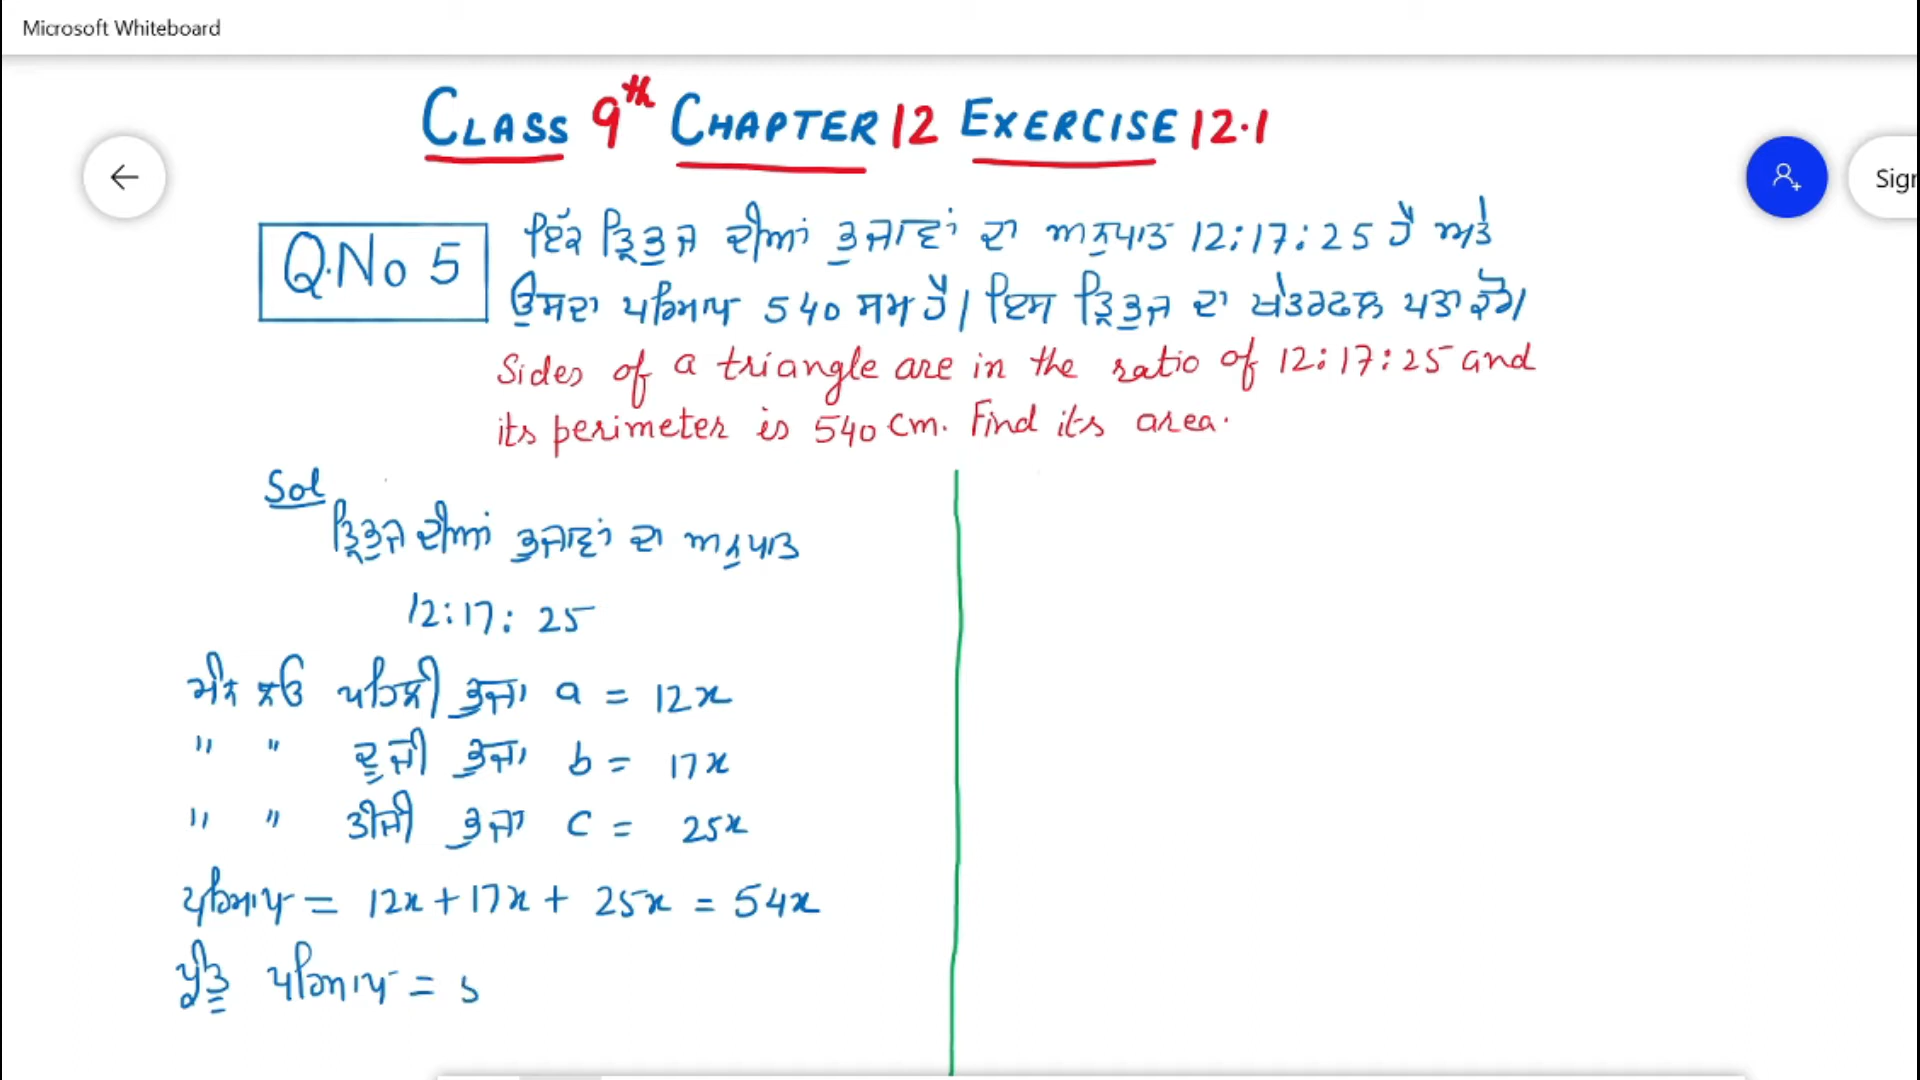 Microsoft Whiteboard
CLASS 9th CHAPTER 12 EXERCISE 12.1
Sign
Q.No 5
ਇੱਕ ਤ੍ਰਿਭੁਜ ਦੀਆਂ ਭੁਜਾਵਾਂ ਦਾ ਅਨੁਪਾਤ 12:17:25 ਹੈ ਅਤੇ
ਉਸਦਾ ਪਰਿਮਾਪ 540 ਸਮ ਹੈ। ਇਸ ਤ੍ਰਿਭੁਜ ਦਾ ਖੇਤਰਫਲ ਪਤਾ ਕਰੋ।
Sides of a triangle are in the ratio of 12:17:25 and
its perimeter is 540 cm. Find its area.
Sol
ਤ੍ਰਿਭੁਜ ਦੀਆਂ ਭੁਜਾਵਾਂ ਦਾ ਅਨੁਪਾਤ
12:17:25
ਮੰਨ ਲਓ ਪਹਿਲੀ ਭੁਜਾ a = 12x
" " ਦੂਜੀ ਭੁਜਾ b = 17x
" " ਤੀਜੀ ਭੁਜਾ c = 25x
ਪਰਿਮਾਪ = 12x + 17x + 25x = 54x
ਪ੍ਰੰਤੂ ਪਰਿਮਾਪ =